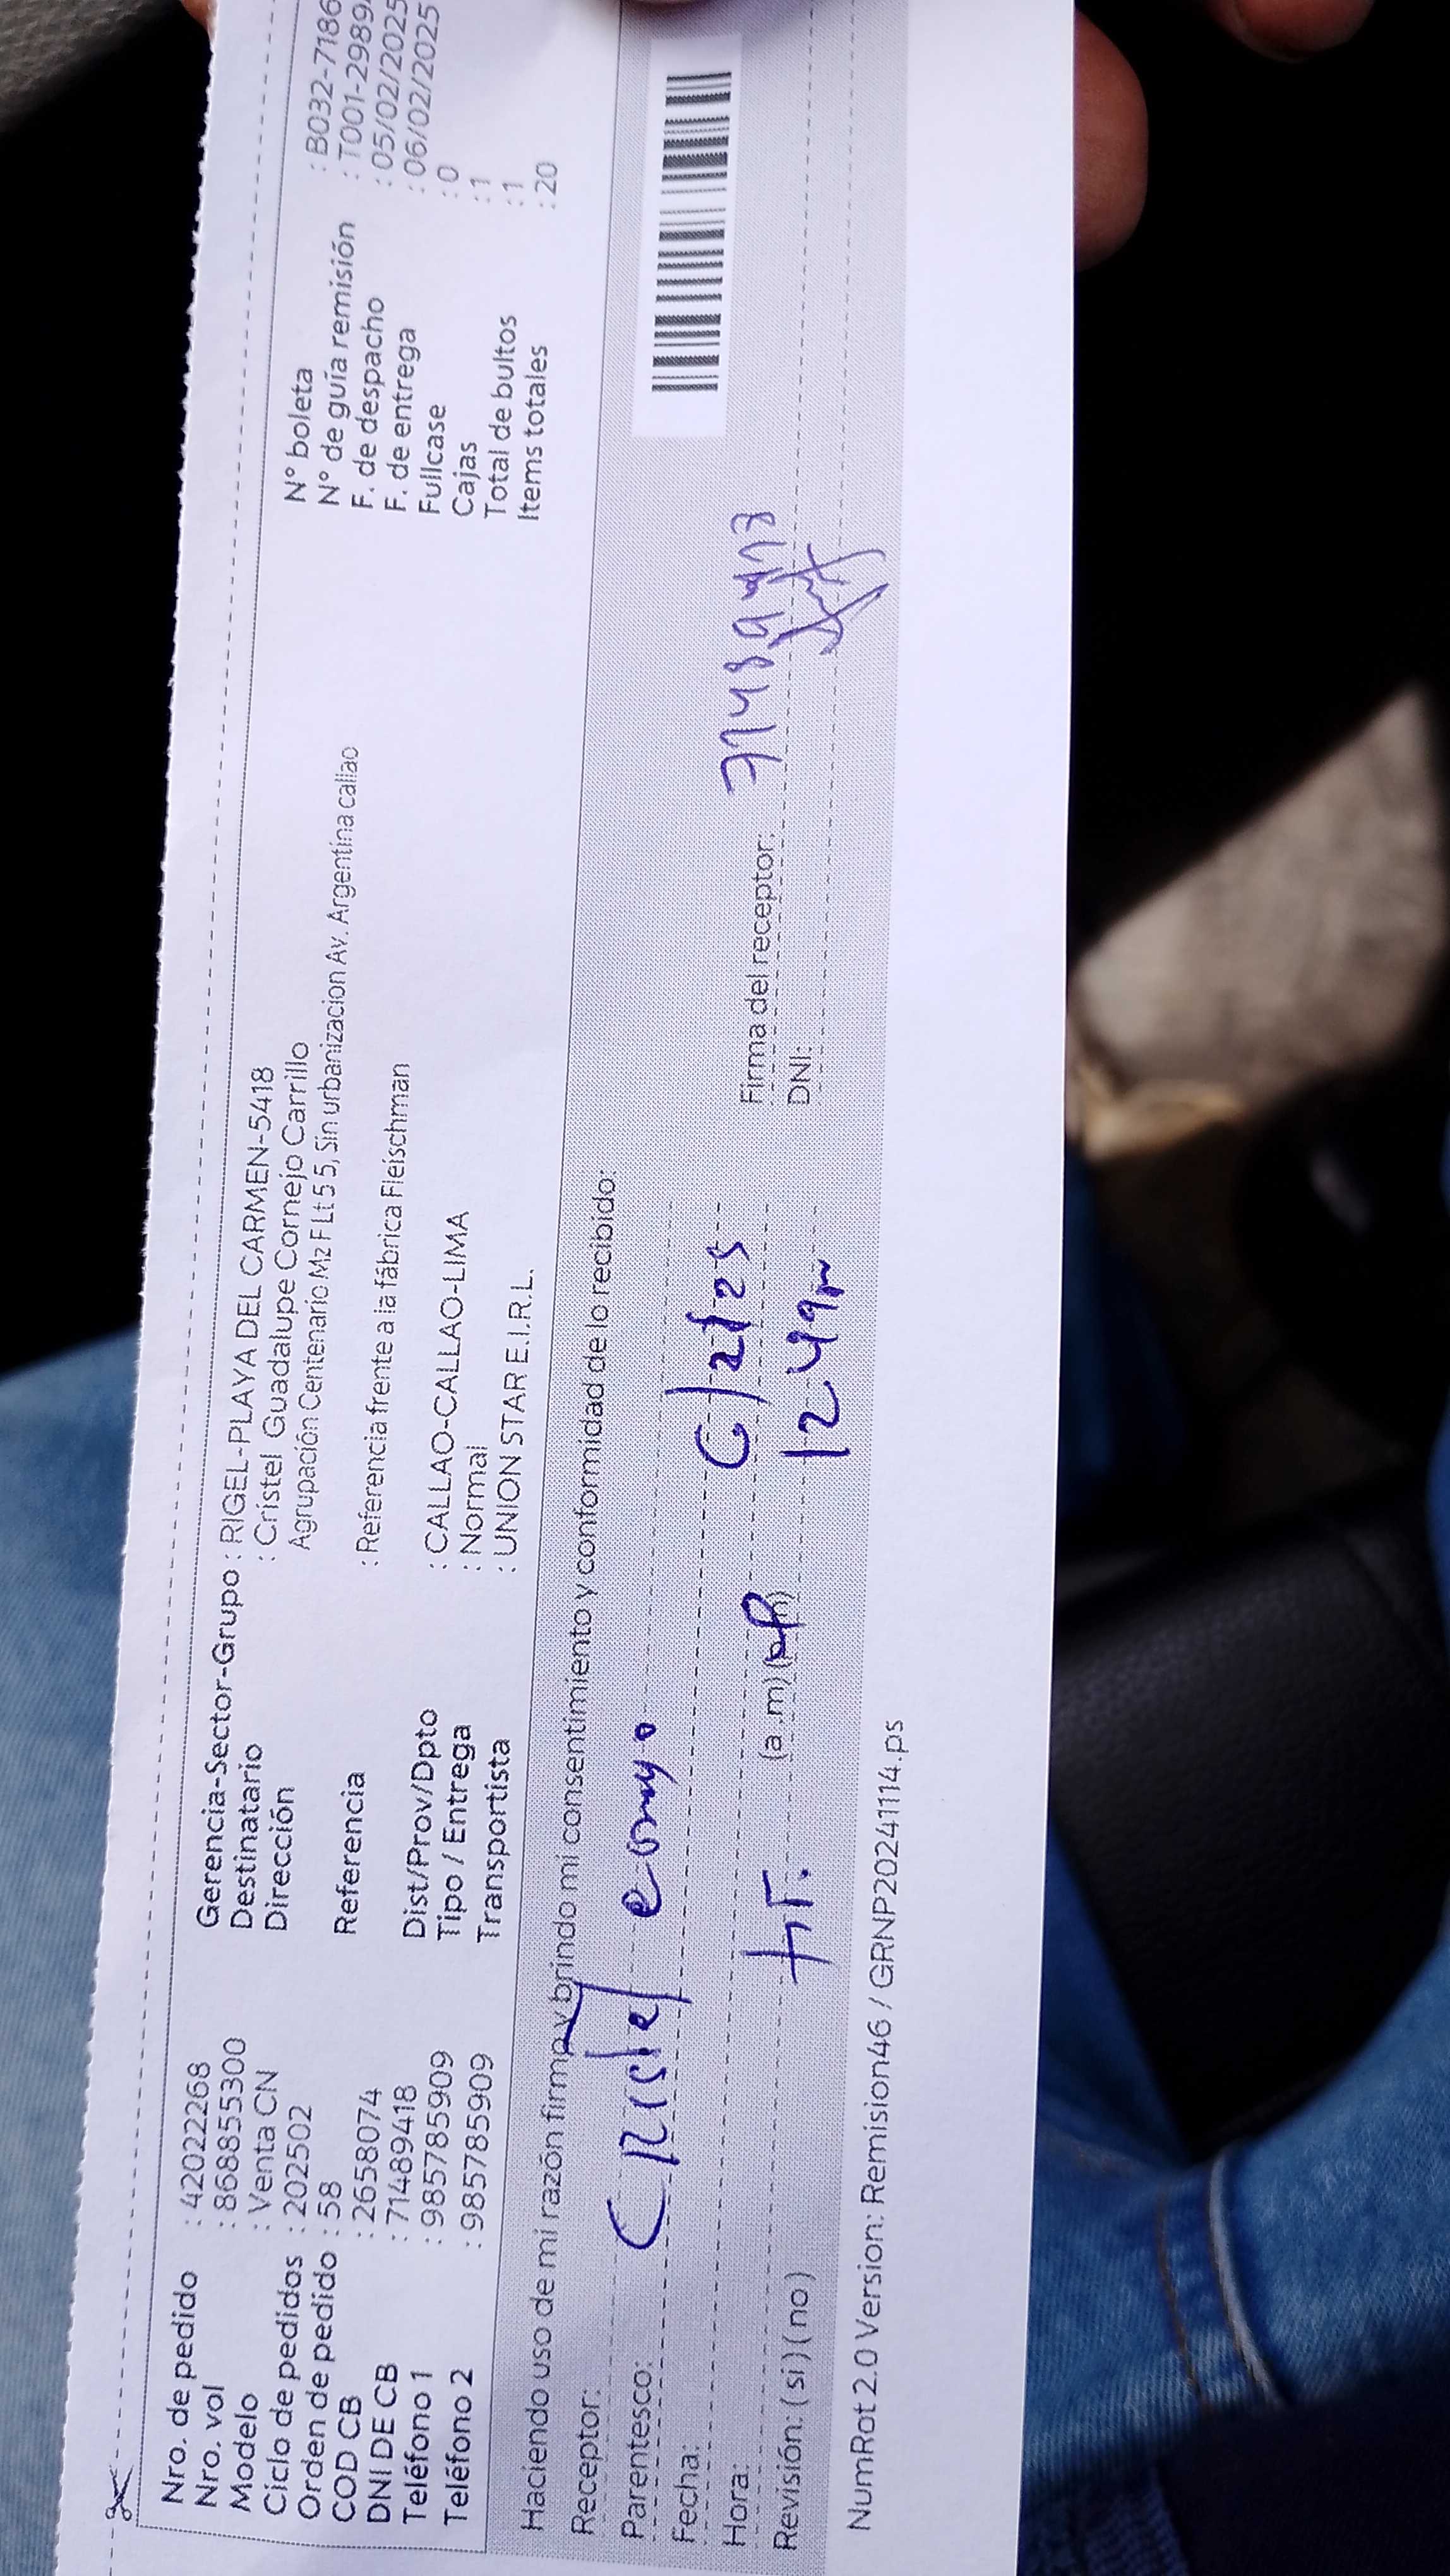 Nro. de pedido : 42022268
Nro. vol : 868855300
Modelo : Venta CN
Ciclo de pedidos : 202502
Orden de pedido : 58
COD CB : 2658074
DNI DE CB : 71489418
Teléfono 1 : 985785909
Teléfono 2 : 985785909
Gerencia-Sector-Grupo : RIGEL-PLAYA DEL CARMEN-5418
Destinatario : Cristel Guadalupe Cornejo Carrillo
Dirección Agrupación Centenario Mz F Lt 5 5, Sin urbanizacion Av. Argentina callao
Referencia : Referencia frente a la fábrica Fleischman
Dist/Prov/Dpto : CALLAO-CALLAO-LIMA
Tipo / Entrega : Normal
Transportista : UNION STAR E.I.R.L.
N° boleta : B032-7186
N° de guía remisión : T001-2989
F. de despacho : 05/02/2025
F. de entrega : 06/02/2025
Fullcase : 0
Cajas : 1
Total de bultos : 1
Items totales : 20
Haciendo uso de mi razón firmo y brindo mi consentimiento y conformidad de lo recibido:
Receptor: Cristel
Parentesco:
Fecha: 6/2/25
Hora: (a.m) (p.m)
Revisión: ( si ) ( no ) HT.
Firma del receptor:
DNI:
NumRot 2.0 Version: Remision46 / GRNP20241114.ps